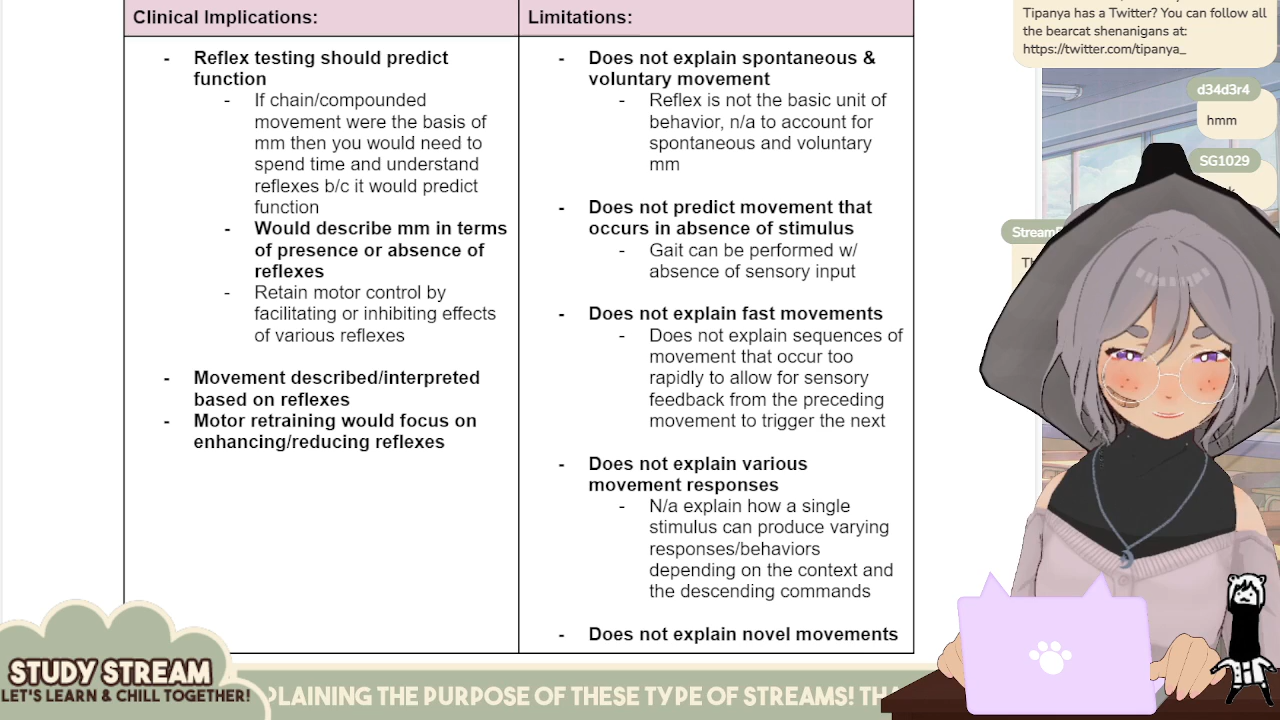 Clinical Implications:
- Reflex testing should predict
function
- If chain/compounded
movement were the basis of
mm then you would need to
spend time and understand
reflexes b/c it would predict
function
- Would describe mm in terms
of presence or absence of
reflexes
- Retain motor control by
facilitating or inhibiting effects
of various reflexes
- Movement described/interpreted
based on reflexes
- Motor retraining would focus on
enhancing/reducing reflexes
Limitations:
- Does not explain spontaneous &
voluntary movement
- Reflex is not the basic unit of
behavior, n/a to account for
spontaneous and voluntary
mm
- Does not predict movement that
occurs in absence of stimulus
- Gait can be performed w/
absence of sensory input
- Does not explain fast movements
- Does not explain sequences of
movement that occur too
rapidly to allow for sensory
feedback from the preceding
movement to trigger the next
- Does not explain various
movement responses
- N/a explain how a single
stimulus can produce varying
responses/behaviors
depending on the context and
the descending commands
- Does not explain novel movements
Tipanya has a Twitter? You can follow all
the bearcat shenanigans at:
https://twitter.com/tipanya_
d34d3r4
hmm
SG1029
STUDY STREAM
LET'S LEARN & CHILL TOGETHER!
THE PURPOSE OF THESE TYPE OF STREAMS!